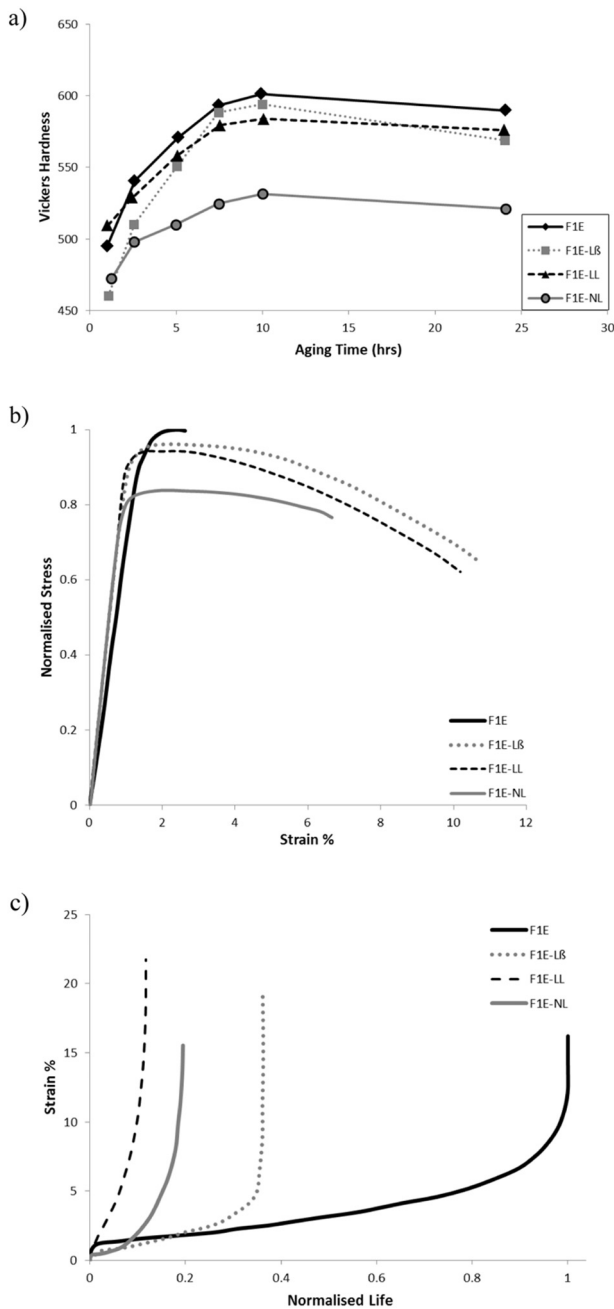 a)
650
600
550
500
450
Vickers Hardness
0 5 10 15 20 25 30
Aging Time (hrs)
F1E
F1E-Lß
F1E-LL
F1E-NL
b)
1
0.8
0.6
0.4
0.2
0
Normalised Stress
0 2 4 6 8 10 12
Strain %
F1E
F1E-Lß
F1E-LL
F1E-NL
c)
25
20
15
10
5
0
Strain %
0 0.2 0.4 0.6 0.8 1
Normalised Life
F1E
F1E-Lß
F1E-LL
F1E-NL